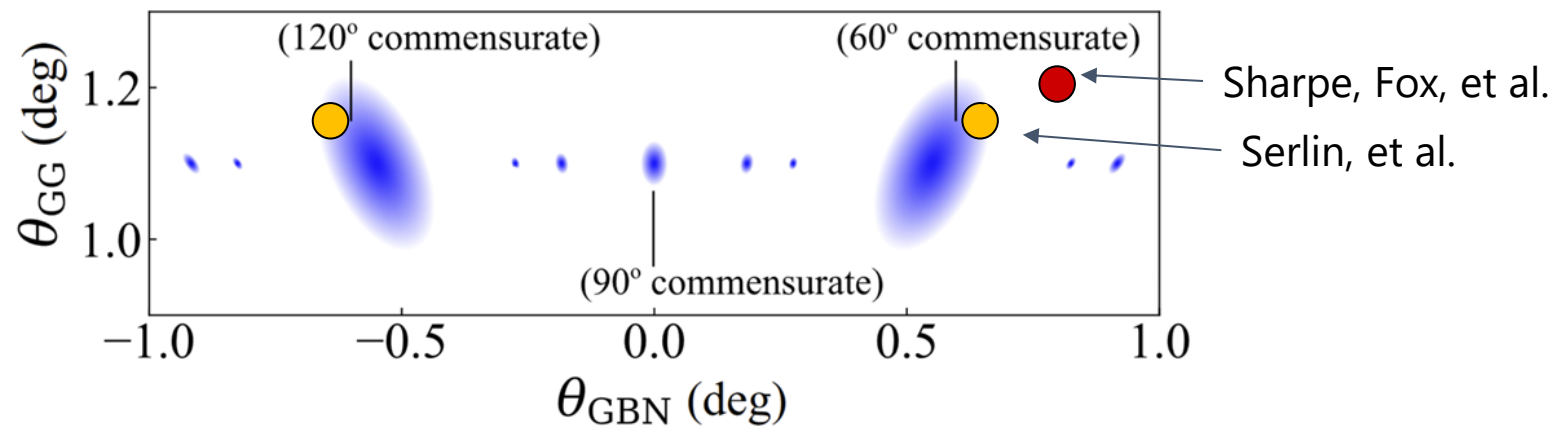 (120° commensurate)
(60° commensurate)
Sharpe, Fox, et al.
Serlin, et al.
θGG (deg)
1.2
1.0
(90° commensurate)
−1.0
−0.5
0.0
0.5
1.0
θGBN (deg)